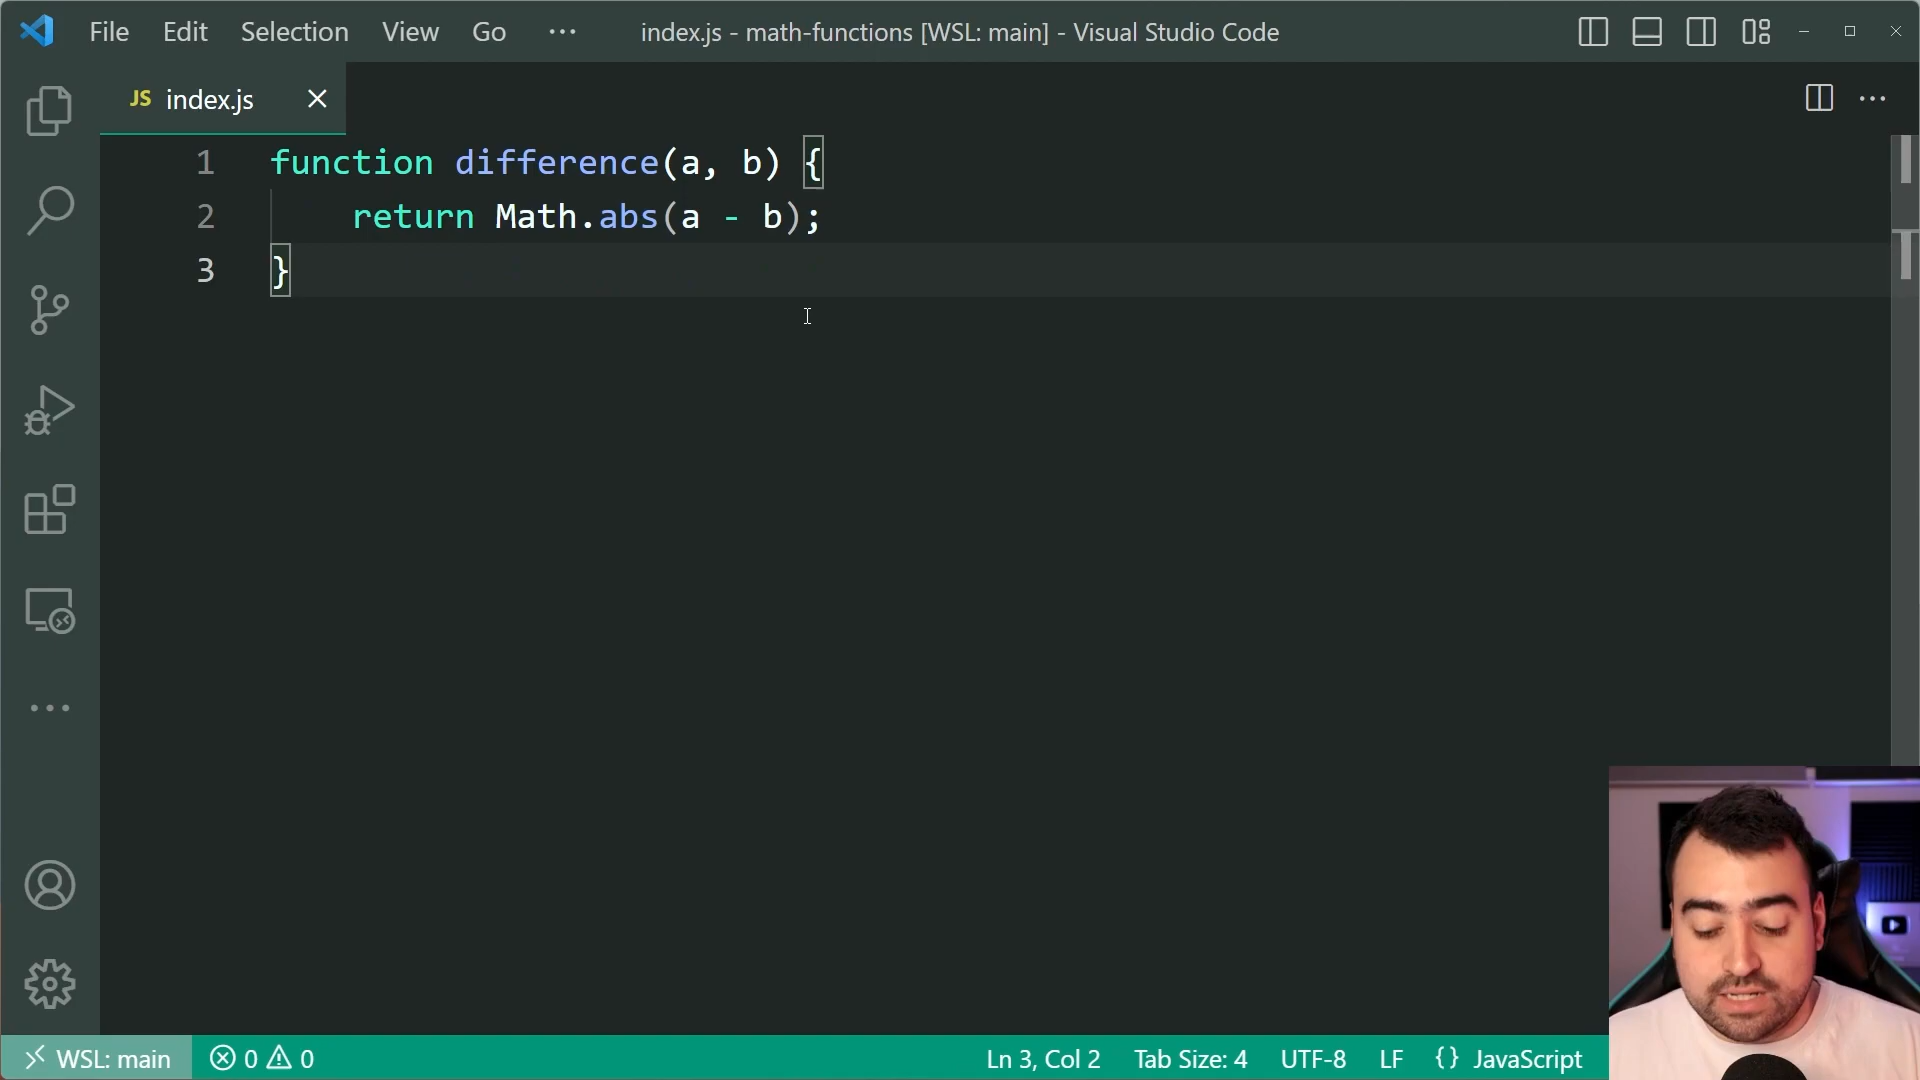 File Edit Selection View Go ··· index.js - math-functions [WSL: main] - Visual Studio Code
JS index.js
1 function difference(a, b) {
2 return Math.abs(a - b);
3 }
WSL: main 0 0 Ln 3, Col 2 Tab Size: 4 UTF-8 LF {} JavaScript